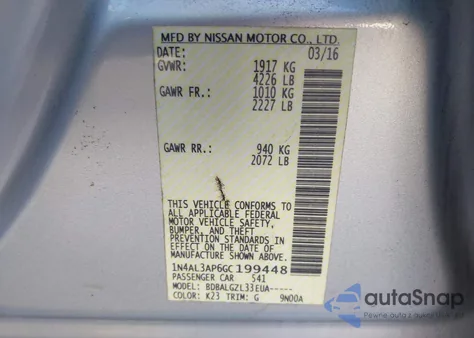 MFD BY NISSAN MOTOR CO., LTD.
DATE: 03/16
GVWR: 1917 KG
4226 LB
GAWR FR.: 1010 KG
2227 LB
GAWR RR.: 940 KG
2072 LB
THIS VEHICLE CONFORMS TO
ALL APPLICABLE FEDERAL
MOTOR VEHICLE SAFETY,
BUMPER, AND THEFT
PREVENTION STANDARDS IN
EFFECT ON THE DATE OF
MANUFACTURE SHOWN ABOVE.
1N4AL3AP6GC199448
PASSENGER CAR 541
MODEL: BDBALGZL33EUA-----
COLOR: K23 TRIM: G 9N00A
autoSnap
Pewne auto z